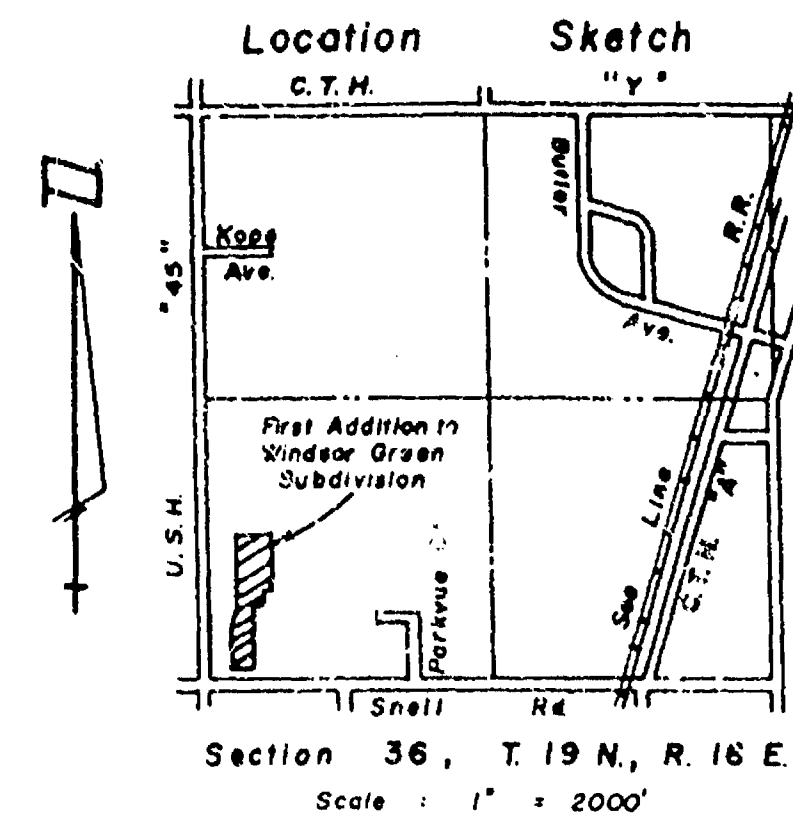 Location Sketch
C. T. H. "Y"
Butler
R.R.
Kope
Ave.
"45"
Ave.
First Addition to
Windsor Green
Subdivision
Line
"A"
U. S. H.
Parkvue
Soo
Snell Rd.
Section 36, T. 19 N., R. 16 E.
Scale : 1" = 2000'